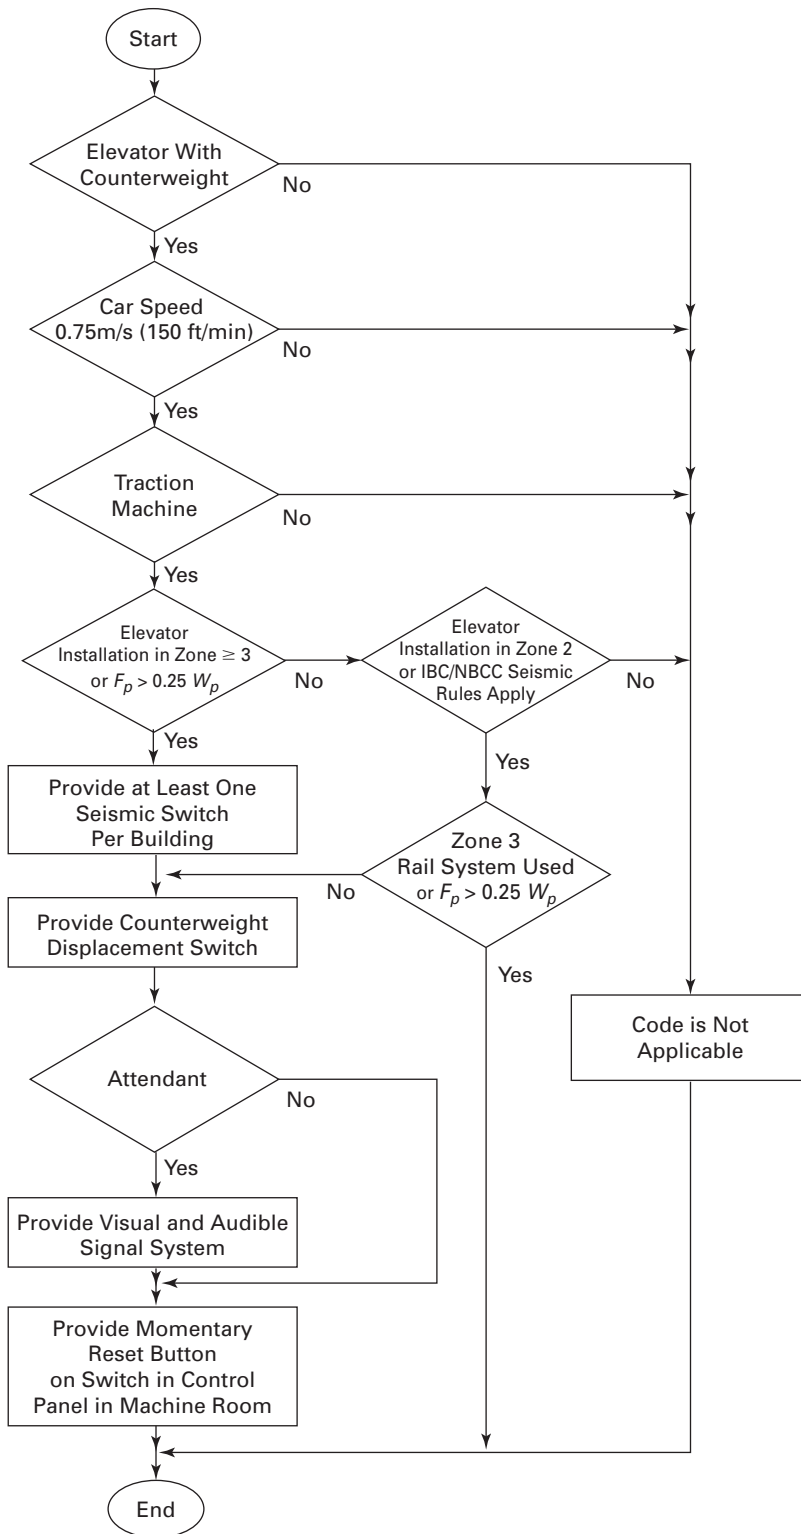 Start
Elevator With
Counterweight
No
Yes
Car Speed
0.75m/s (150 ft/min)
No
Yes
Traction
Machine
No
Yes
Elevator
Installation in Zone ≥ 3
or Fp > 0.25 Wp
No
Yes
Elevator
Installation in Zone 2
or IBC/NBCC Seismic
Rules Apply
No
Yes
Provide at Least One
Seismic Switch
Per Building
Zone 3
Rail System Used
or Fp > 0.25 Wp
No
Yes
Provide Counterweight
Displacement Switch
Code is Not
Applicable
Attendant
No
Yes
Provide Visual and Audible
Signal System
Provide Momentary
Reset Button
on Switch in Control
Panel in Machine Room
End